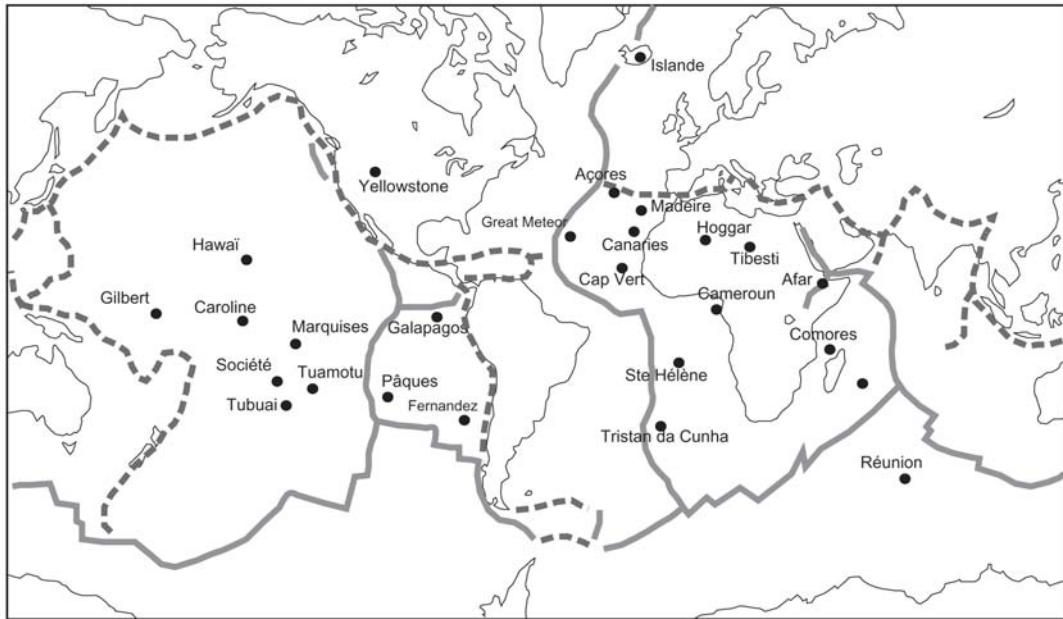 Islande
Açores
Yellowstone
Madeire
Great Meteor
Hoggar
Hawaï
Canaries
Tibesti
Cap Vert
Afar
Gilbert
Caroline
Cameroun
Marquises
Galapagos
Comores
Société
Tuamotu
Pâques
Ste Hélène
Tubuai
Fernandez
Tristan da Cunha
Réunion